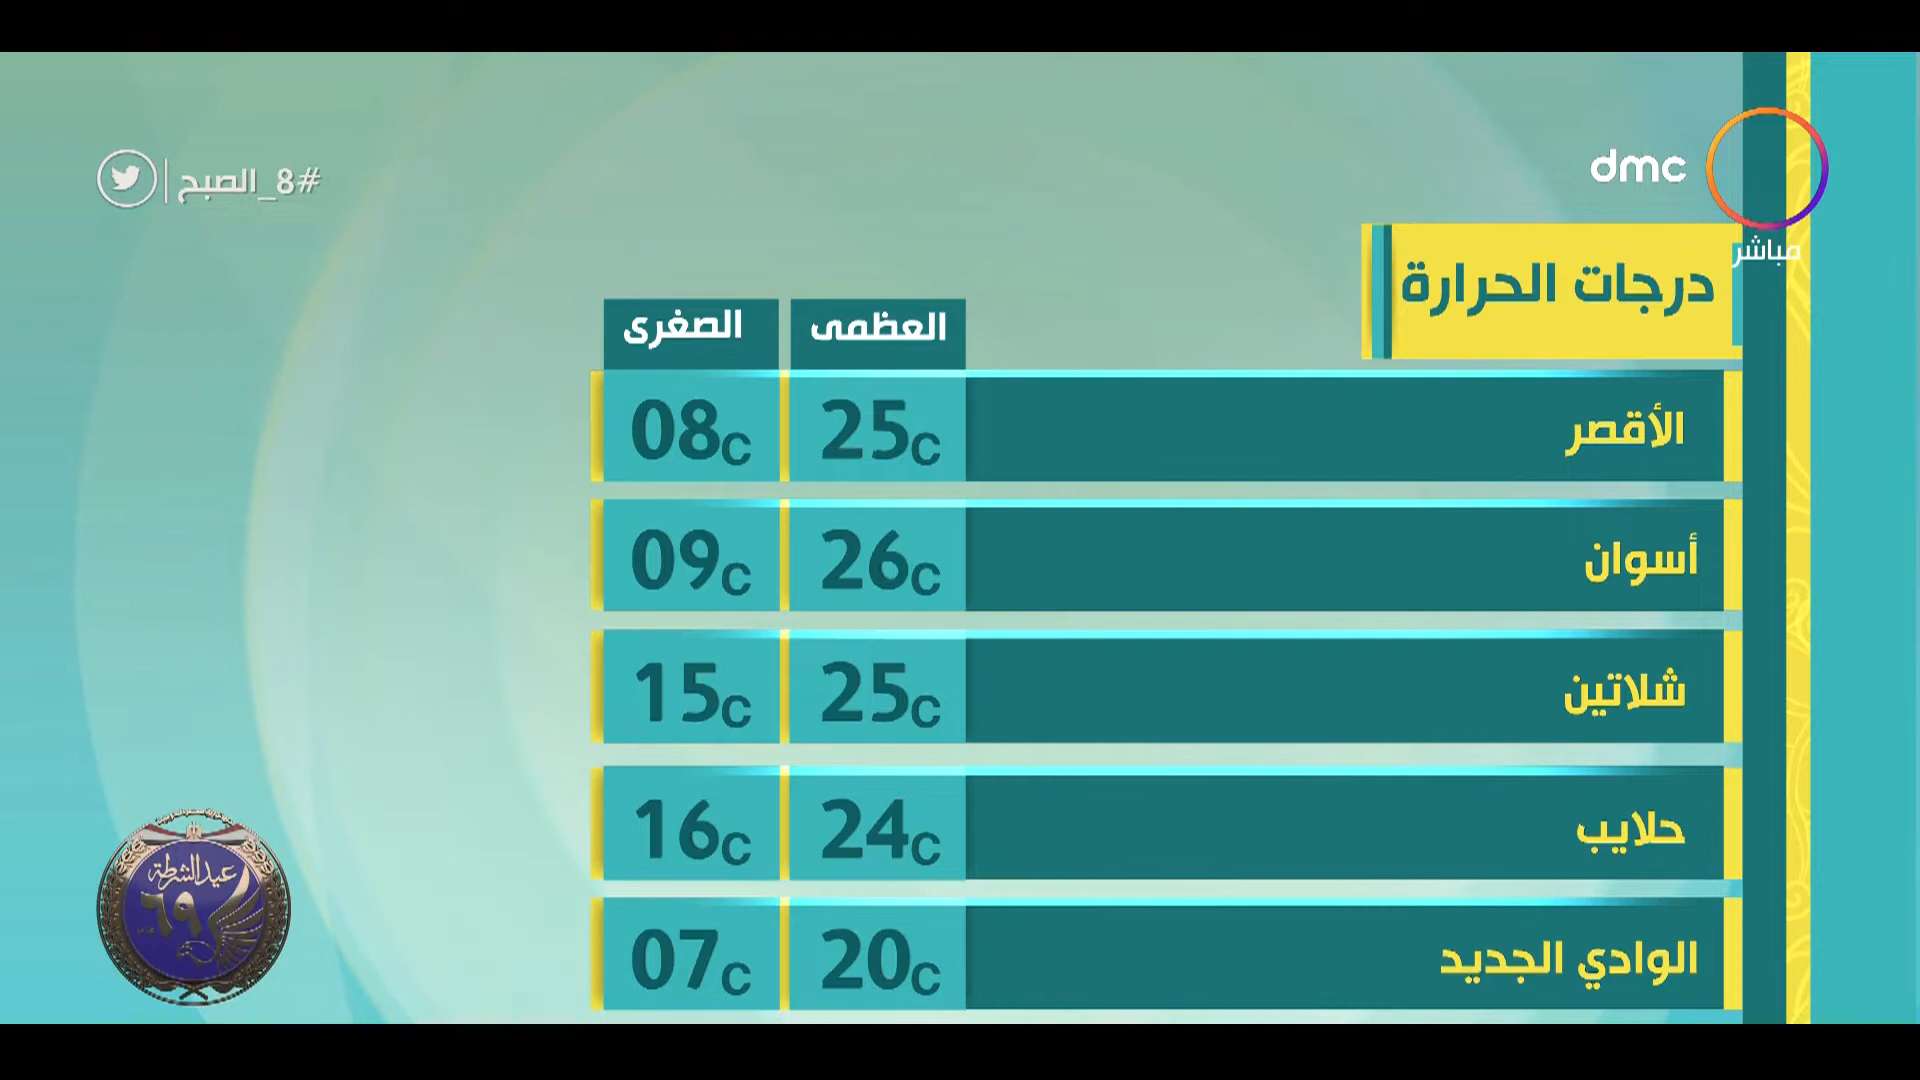 #8_الصبح
dmc
مباشر
درجات الحرارة
العظمى الصغرى
الأقصر 25c 08c
أسوان 26c 09c
شلاتين 25c 15c
حلايب 24c 16c
الوادي الجديد 20c 07c
عيد الشرطة
٦٩